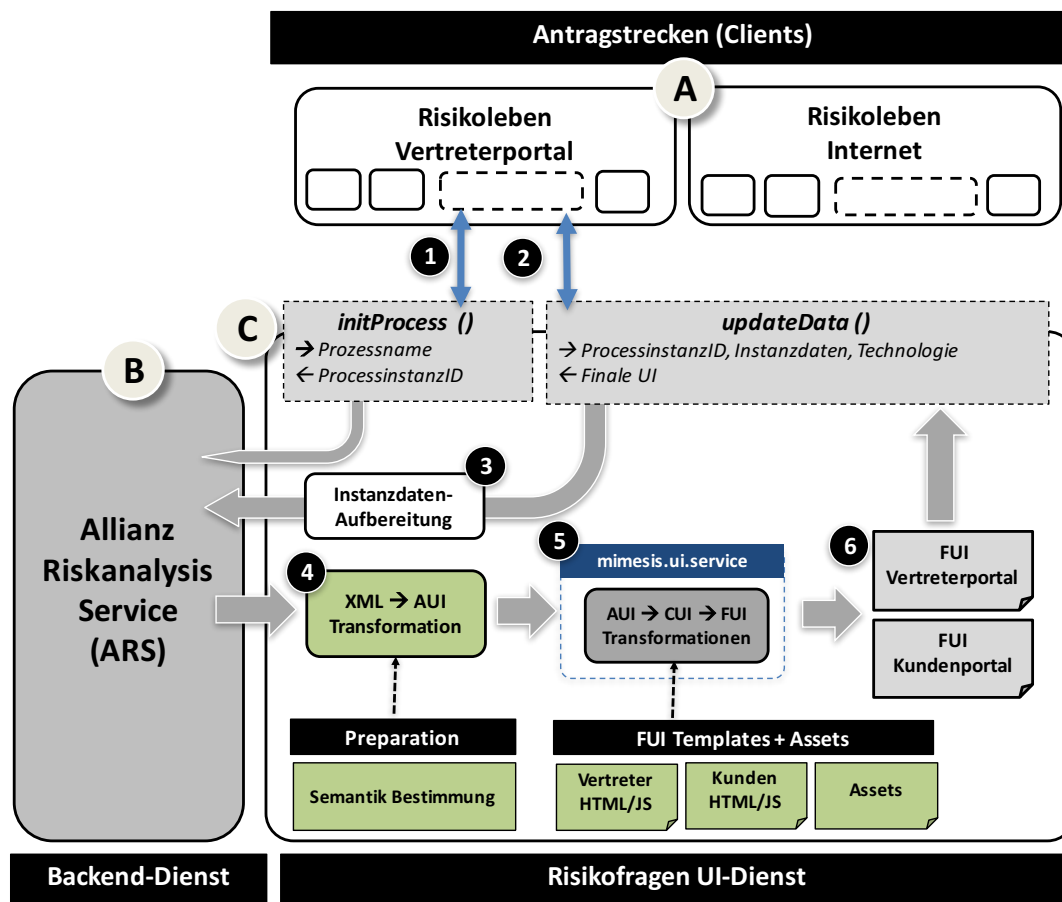 Antragstrecken (Clients)
A
Risikoleben
Vertreterportal
Risikoleben
Internet
1
2
C
initProcess ()
→ Prozessname
← ProcessinstanzID
updateData ()
→ ProcessinstanzID, Instanzdaten, Technologie
← Finale UI
B
Allianz
Riskanalysis
Service
(ARS)
3
Instanzdaten-
Aufbereitung
4
XML → AUI
Transformation
5
mimesis.ui.service
AUI → CUI → FUI
Transformationen
6
FUI
Vertreterportal
FUI
Kundenportal
Preparation
Semantik Bestimmung
FUI Templates + Assets
Vertreter
HTML/JS
Kunden
HTML/JS
Assets
Backend-Dienst
Risikofragen UI-Dienst